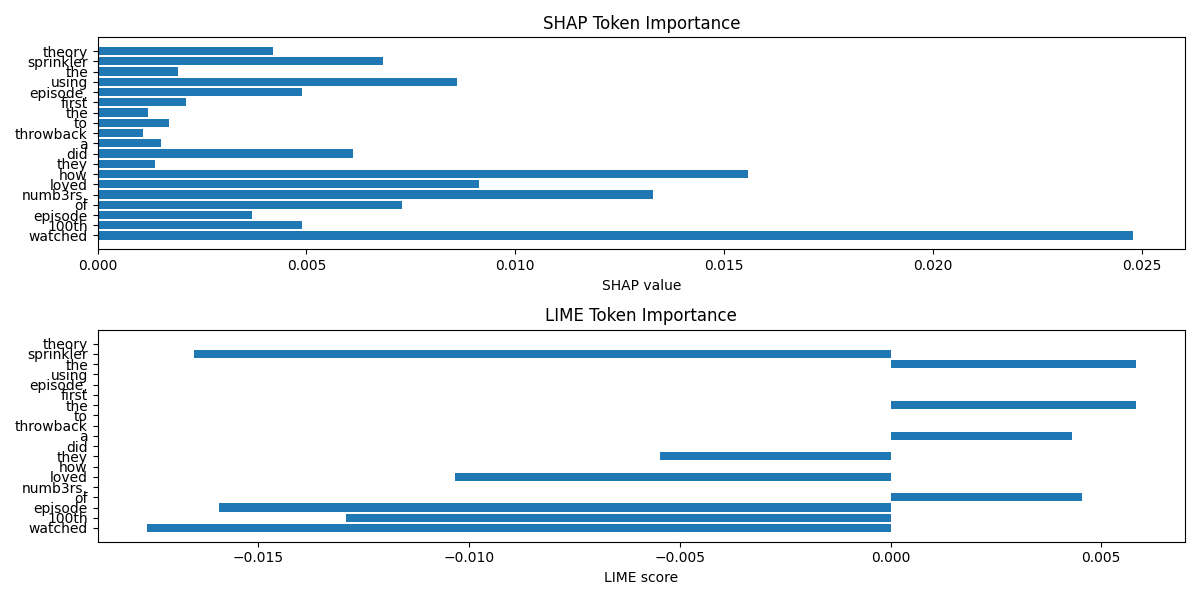 SHAP Token Importance
theory
sprinkler
the
using
episode,
first
the
to
throwback
a
did
they
how
loved
numb3rs,
of
episode
100th
watched
0.000 0.005 0.010 0.015 0.020 0.025
SHAP value
LIME Token Importance
theory
sprinkler
the
using
episode,
first
the
to
throwback
a
did
they
how
loved
numb3rs,
of
episode
100th
watched
−0.015 −0.010 −0.005 0.000 0.005
LIME score